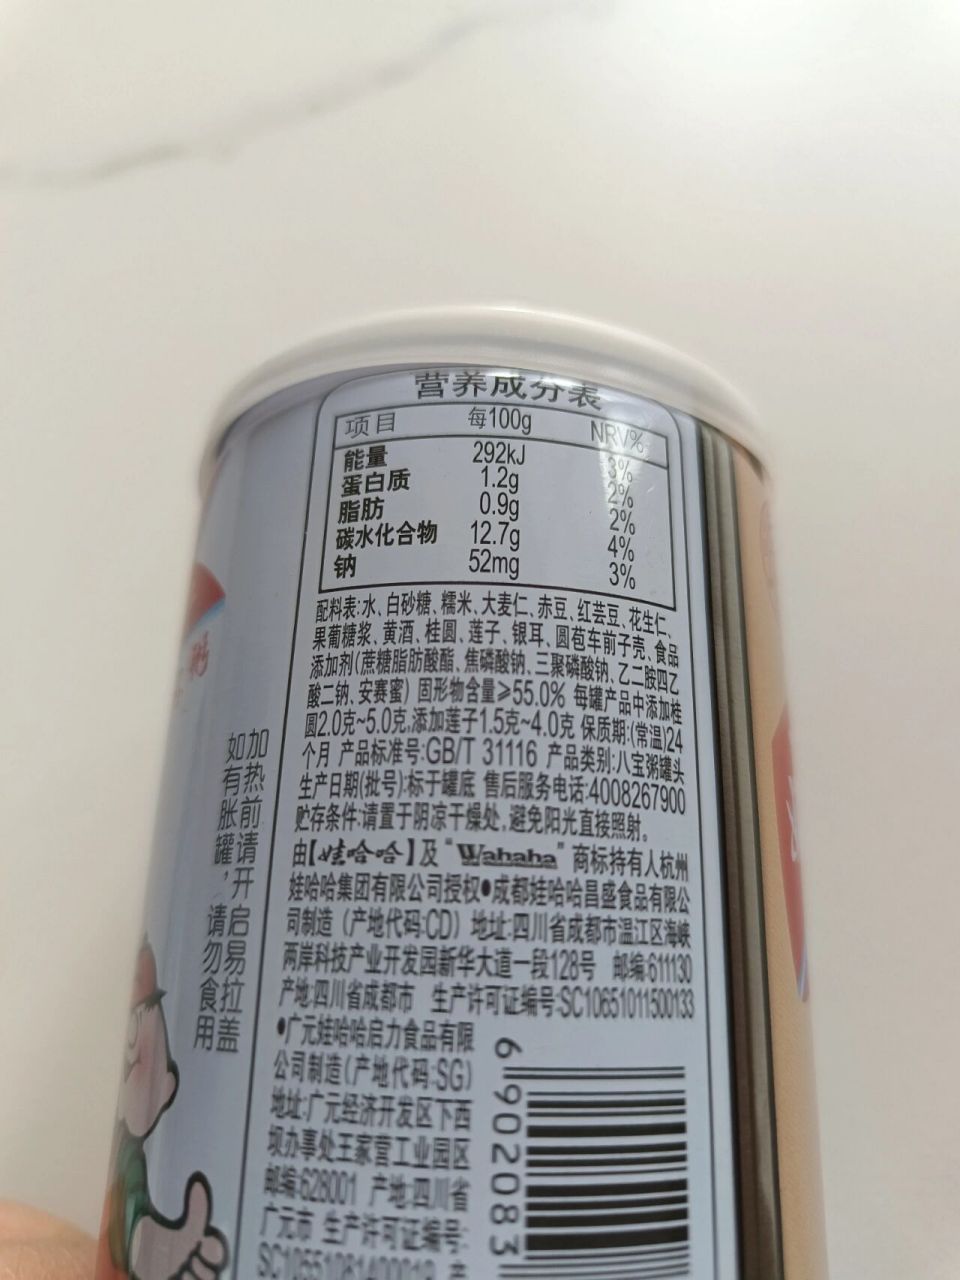 营养成分表
项目 每100g NRV%
能量 292kJ 3%
蛋白质 1.2g 2%
脂肪 0.9g 2%
碳水化合物 12.7g 4%
钠 52mg 3%
配料表:水、白砂糖、糯米、大麦仁、赤豆、红芸豆、花生仁、
果葡糖浆、黄酒、桂圆、莲子、银耳、圆苞车前子壳、食品
添加剂(蔗糖脂肪酸酯、焦磷酸钠、三聚磷酸钠、乙二胺四乙
酸二钠、安赛蜜) 固形物含量≥55.0% 每罐产品中添加桂
圆2.0克~5.0克,添加莲子1.5克~4.0克 保质期:(常温)24
个月 产品标准号:GB/T 31116 产品类别:八宝粥罐头
生产日期(批号):标于罐底 售后服务电话:4008267900
贮存条件:请置于阴凉干燥处,避免阳光直接照射。
由【娃哈哈】及"Wahaha"商标持有人杭州
娃哈哈集团有限公司授权●成都娃哈哈昌盛食品有限公
司制造(产地代码:CD) 地址:四川省成都市温江区海峡
两岸科技产业开发园新华大道一段128号 邮编:611130
产地:四川省成都市 生产许可证编号:SC10651011500133
●广元娃哈哈启力食品有限
公司制造(产地代码:SG)
地址:广元经济开发区下西
坝办事处王家营工业园区
邮编:628001 产地:四川省
广元市 生产许可证编号:
6902083
加热前请开启易拉盖
如有胀罐,请勿食用
粥